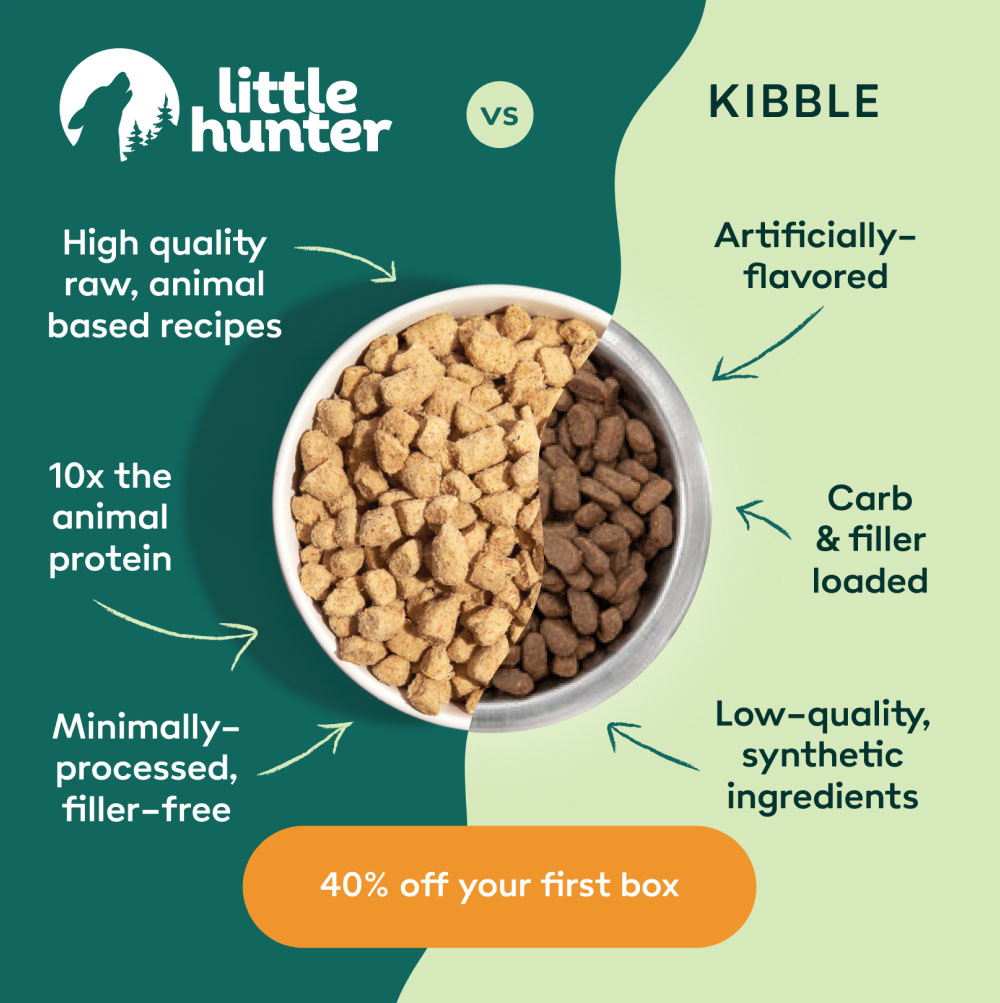 little
hunter
vs
KIBBLE
High quality
raw, animal
based recipes
10x the
animal
protein
Minimally-
processed,
filler-free
Artificially-
flavored
Carb
& filler
loaded
Low-quality,
synthetic
ingredients
40% off your first box